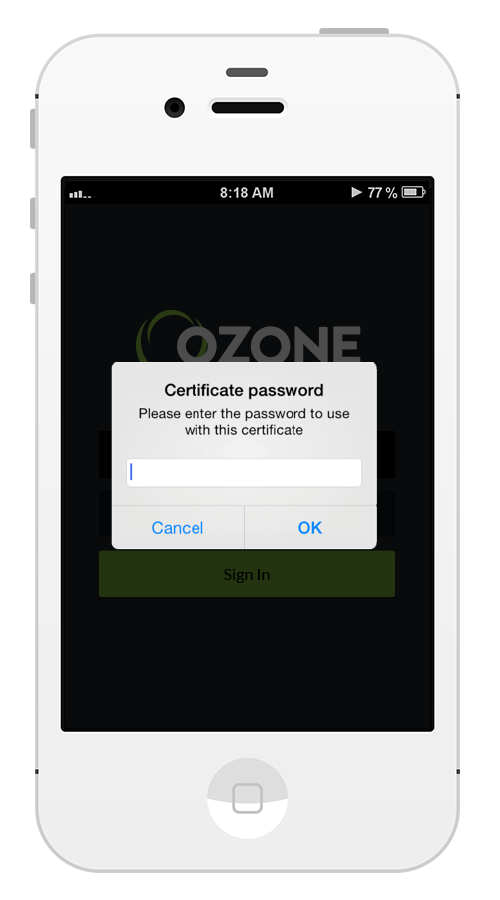 8:18 AM
77 %
OZONE
Certificate password
Please enter the password to use
with this certificate
Cancel
OK
Sign In